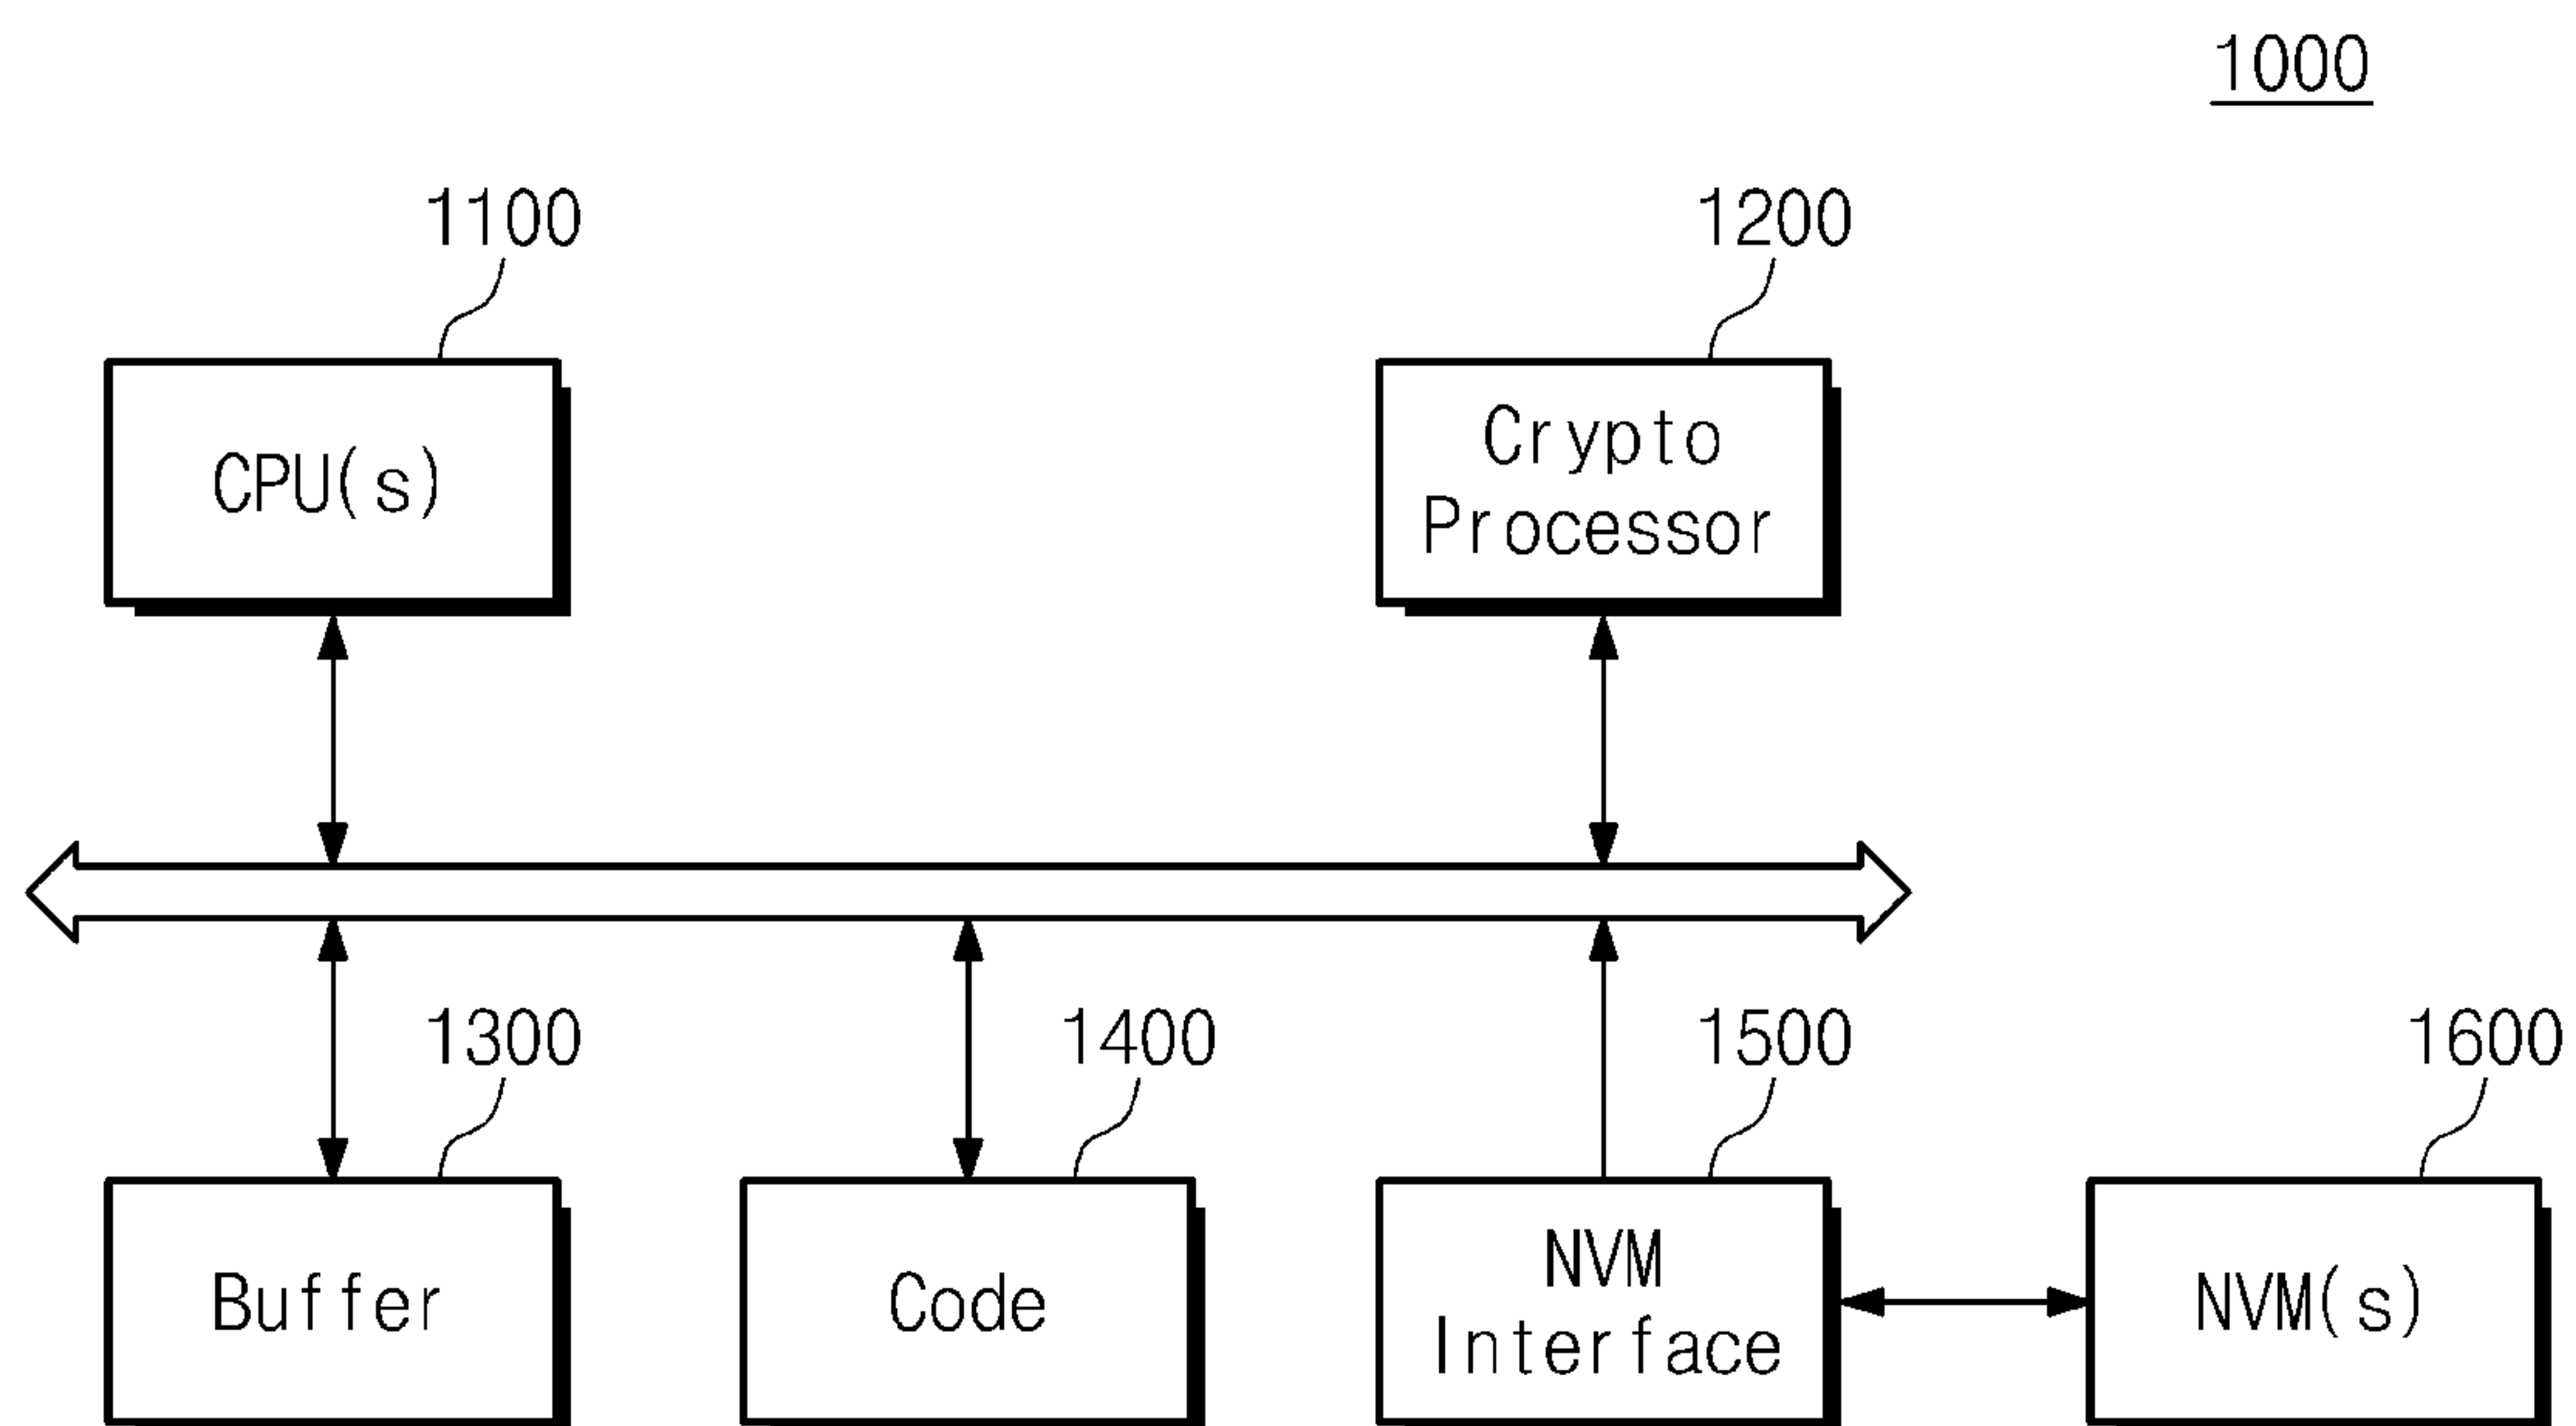 1000
1100
1200
CPU(s)
Crypto
Processor
1300
1400
1500
1600
Buffer
Code
NVM
Interface
NVM(s)